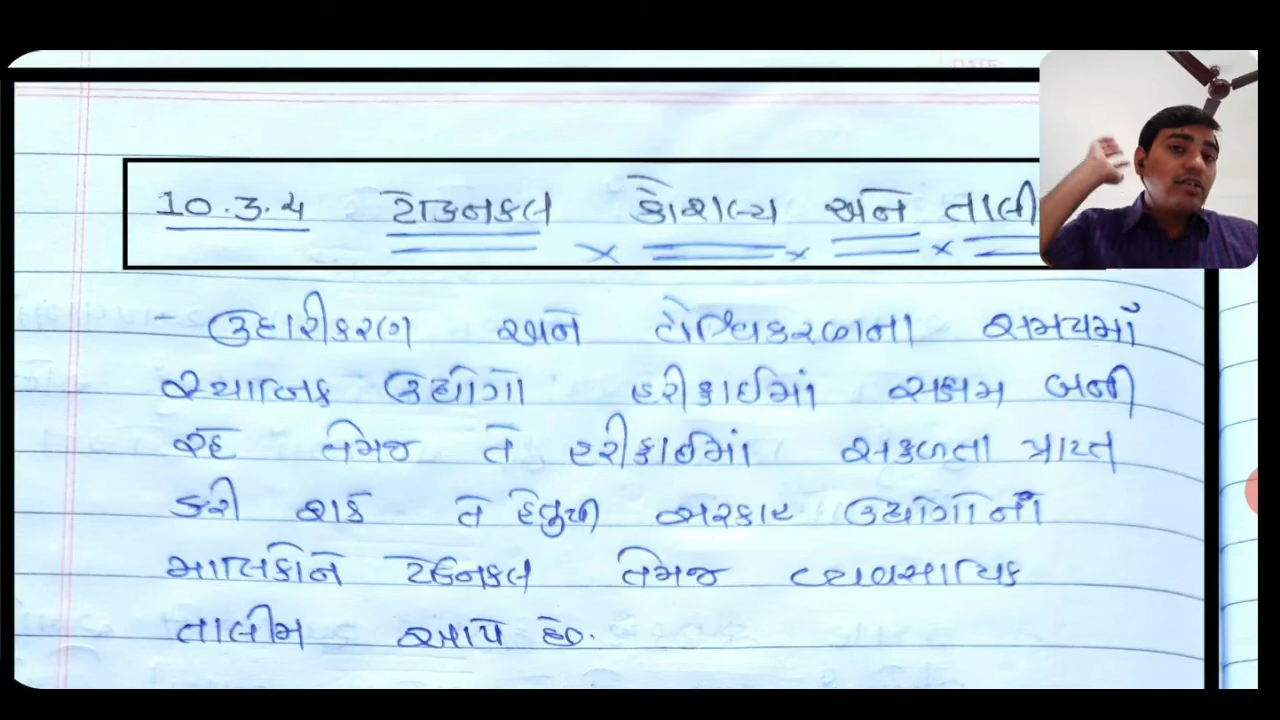 10.3.4 ટેકનિકલ કૌશલ્ય અને તાલી
- ઉદારીકરણ અને વૈશ્વિકરણના સમયમાં
સ્થાનિક ઉદ્યોગો હરીફાઈમાં સક્ષમ બની
રહે તેમજ તે હરીફાઈમાં સફળતા પ્રાપ્ત
કરી શકે તે હેતુથી સરકાર ઉદ્યોગોનાં
માલિકોને ટેકનિકલ તેમજ વ્યવસાયિક
તાલીમ આપે છે.